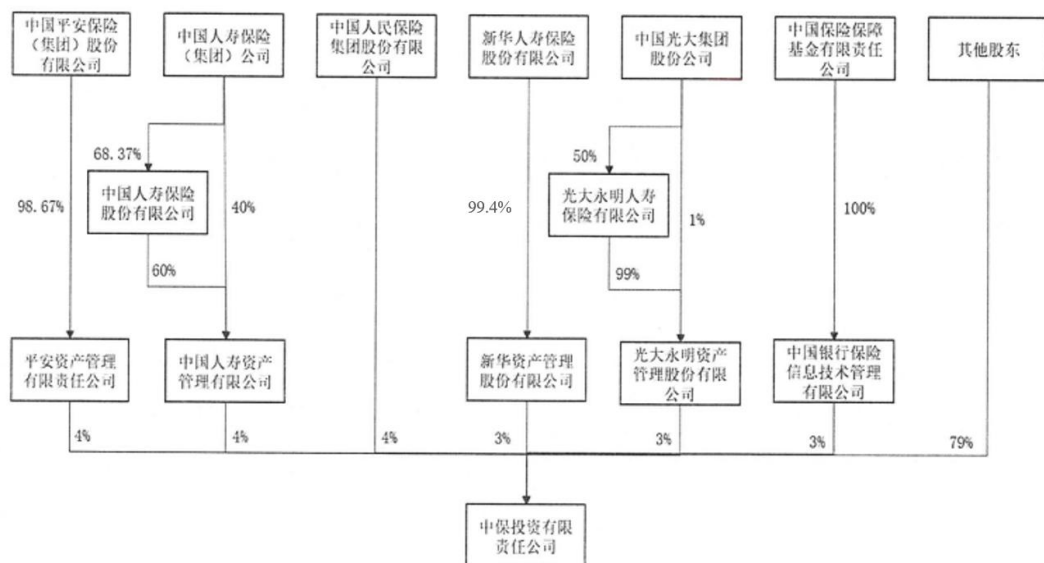 中国平安保险
（集团）股份
有限公司
中国人寿保险
（集团）公司
中国人民保险
集团股份有限
公司
新华人寿保险
股份有限公司
中国光大集团
股份公司
中国保险保障
基金有限责任
公司
其他股东
68.37%
50%
中国人寿保险
股份有限公司
光大永明人寿
保险有限公司
98.67%
40%
99.4%
1%
100%
60%
99%
平安资产管理
有限责任公司
中国人寿资产
管理有限公司
新华资产管理
股份有限公司
光大永明资产
管理股份有限
公司
中国银行保险
信息技术管理
有限公司
4%
4%
4%
3%
3%
3%
79%
中保投资有限
责任公司